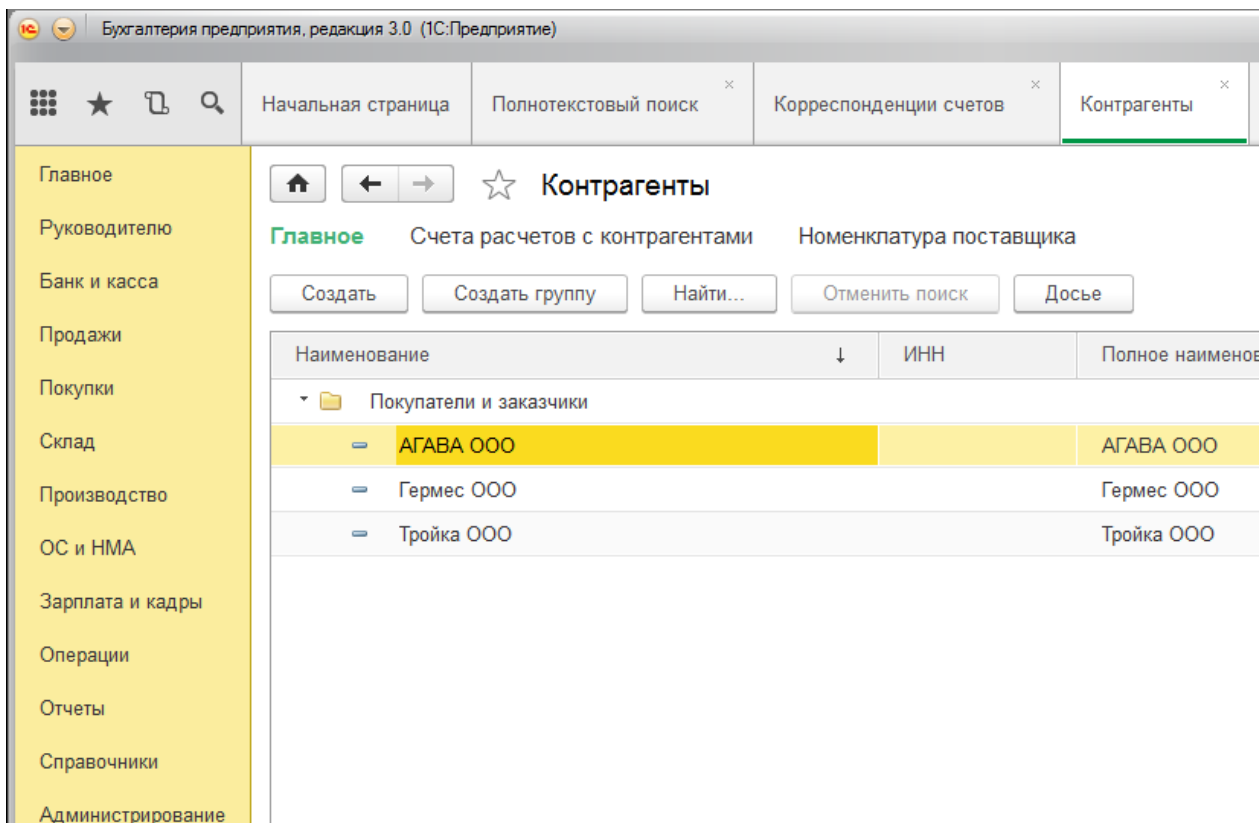 1С Бухгалтерия предприятия, редакция 3.0 (1С:Предприятие)
Начальная страница Полнотекстовый поиск Корреспонденции счетов Контрагенты
Главное
Руководителю
Банк и касса
Продажи
Покупки
Склад
Производство
ОС и НМА
Зарплата и кадры
Операции
Отчеты
Справочники
Администрирование
Контрагенты
Главное Счета расчетов с контрагентами Номенклатура поставщика
Создать Создать группу Найти... Отменить поиск Досье
Наименование ↓ ИНН Полное наименов
Покупатели и заказчики
АГАВА ООО АГАВА ООО
Гермес ООО Гермес ООО
Тройка ООО Тройка ООО